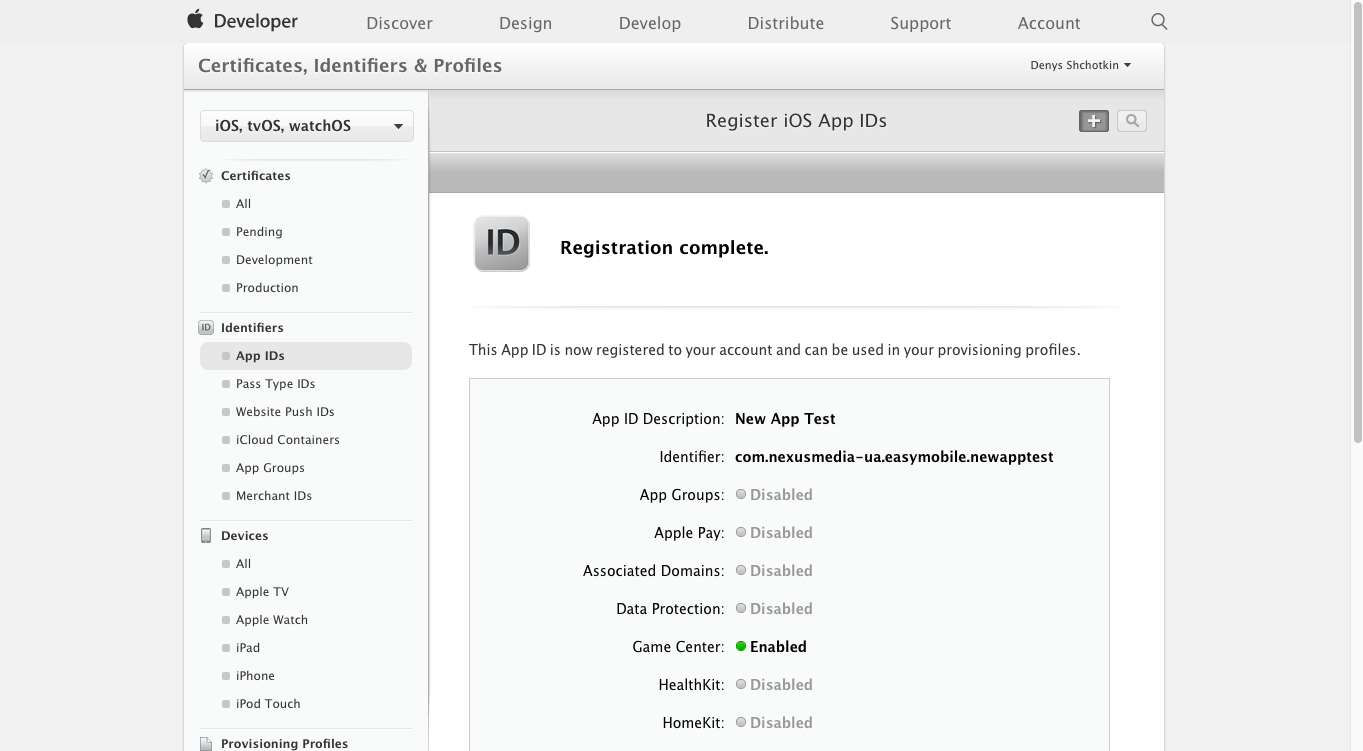 Developer
Discover
Design
Develop
Distribute
Support
Account
Certificates, Identifiers & Profiles
Denys Shchotkin
iOS, tvOS, watchOS
Register iOS App IDs
Certificates
All
Pending
Development
Production
ID Identifiers
App IDs
Pass Type IDs
Website Push IDs
iCloud Containers
App Groups
Merchant IDs
Devices
All
Apple TV
Apple Watch
iPad
iPhone
iPod Touch
Provisioning Profiles
ID
Registration complete.
This App ID is now registered to your account and can be used in your provisioning profiles.
App ID Description: New App Test
Identifier: com.nexusmedia-ua.easymobile.newapptest
App Groups: Disabled
Apple Pay: Disabled
Associated Domains: Disabled
Data Protection: Disabled
Game Center: Enabled
HealthKit: Disabled
HomeKit: Disabled